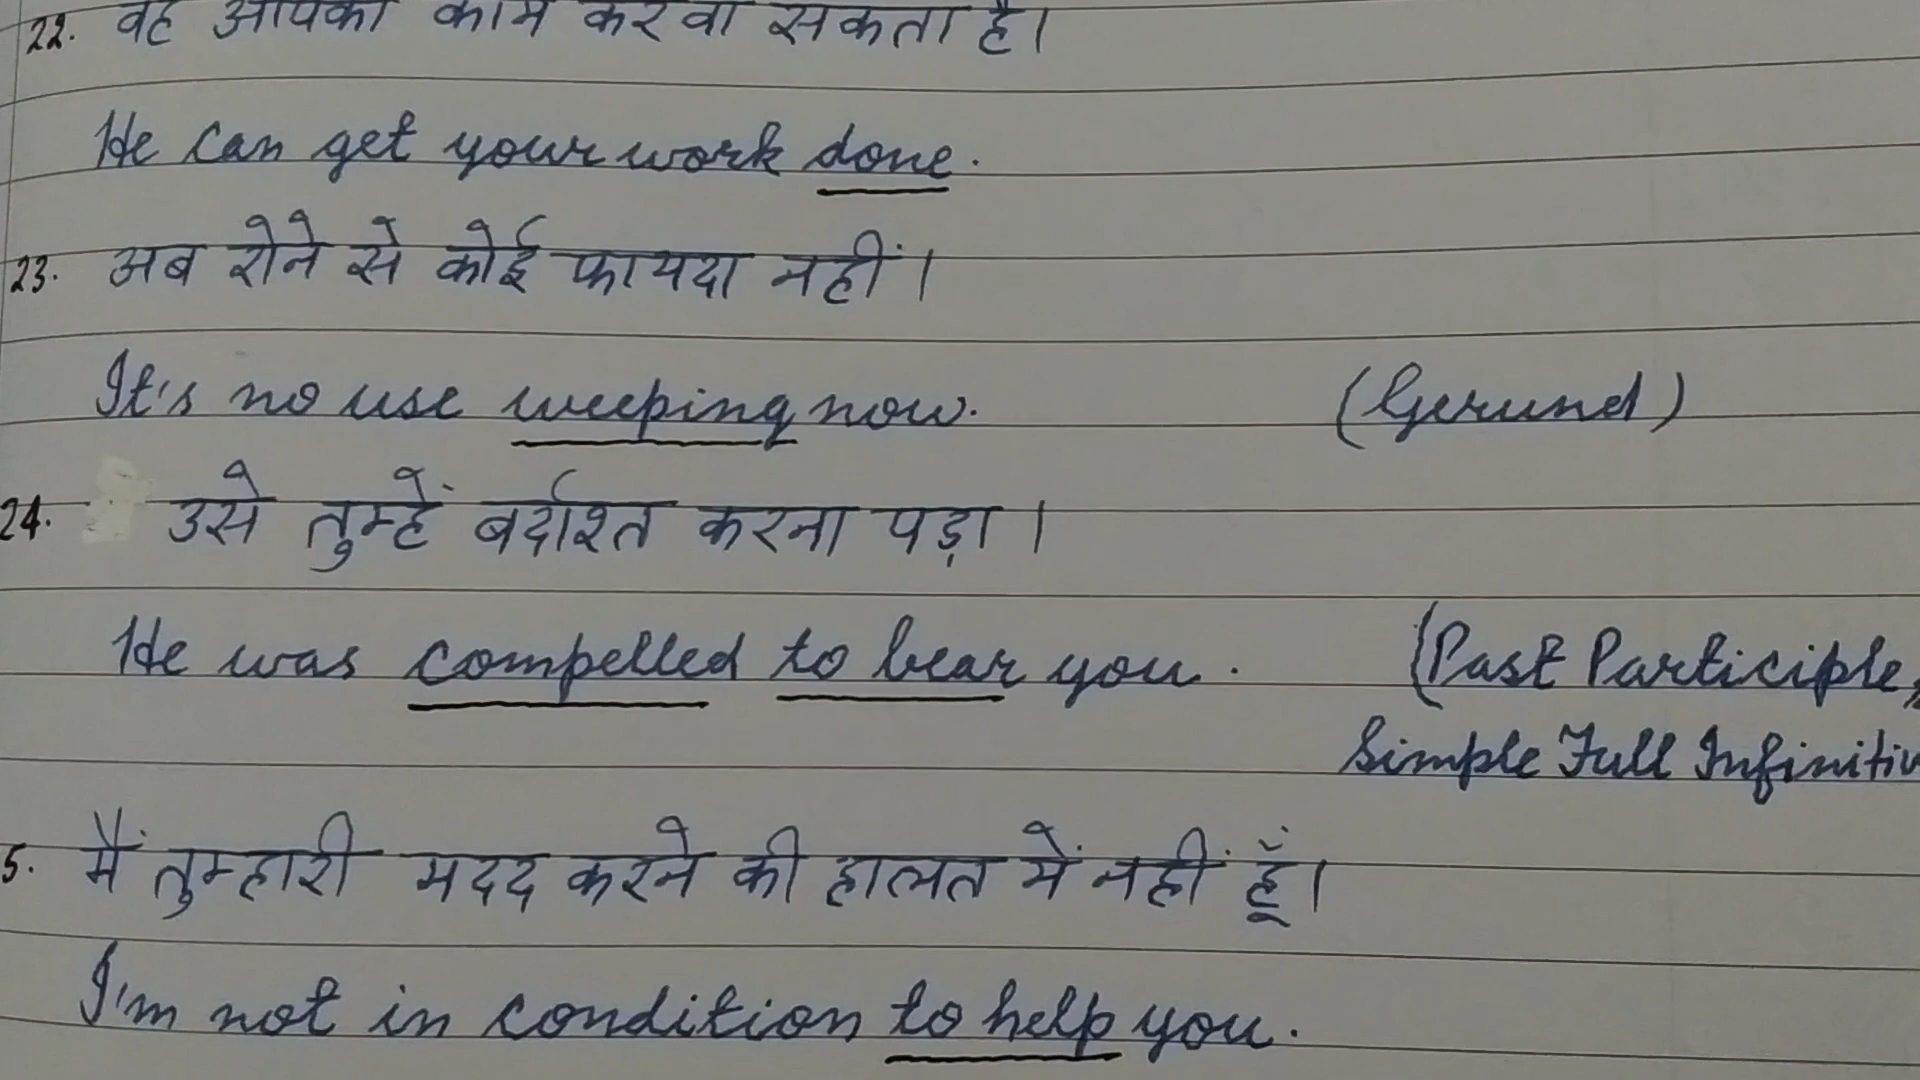 22. वह आपका काम करवा सकता है।
He can get your work done.
23. अब रोने से कोई फायदा नहीं।
It's no use weeping now. (Gerund)
24. उसे तुम्हें बर्दाश्त करना पड़ा।
He was compelled to bear you. (Past Participle,
Simple Full Infinitiv
5. मैं तुम्हारी मदद करने की हालत में नहीं हूँ।
I'm not in condition to help you.